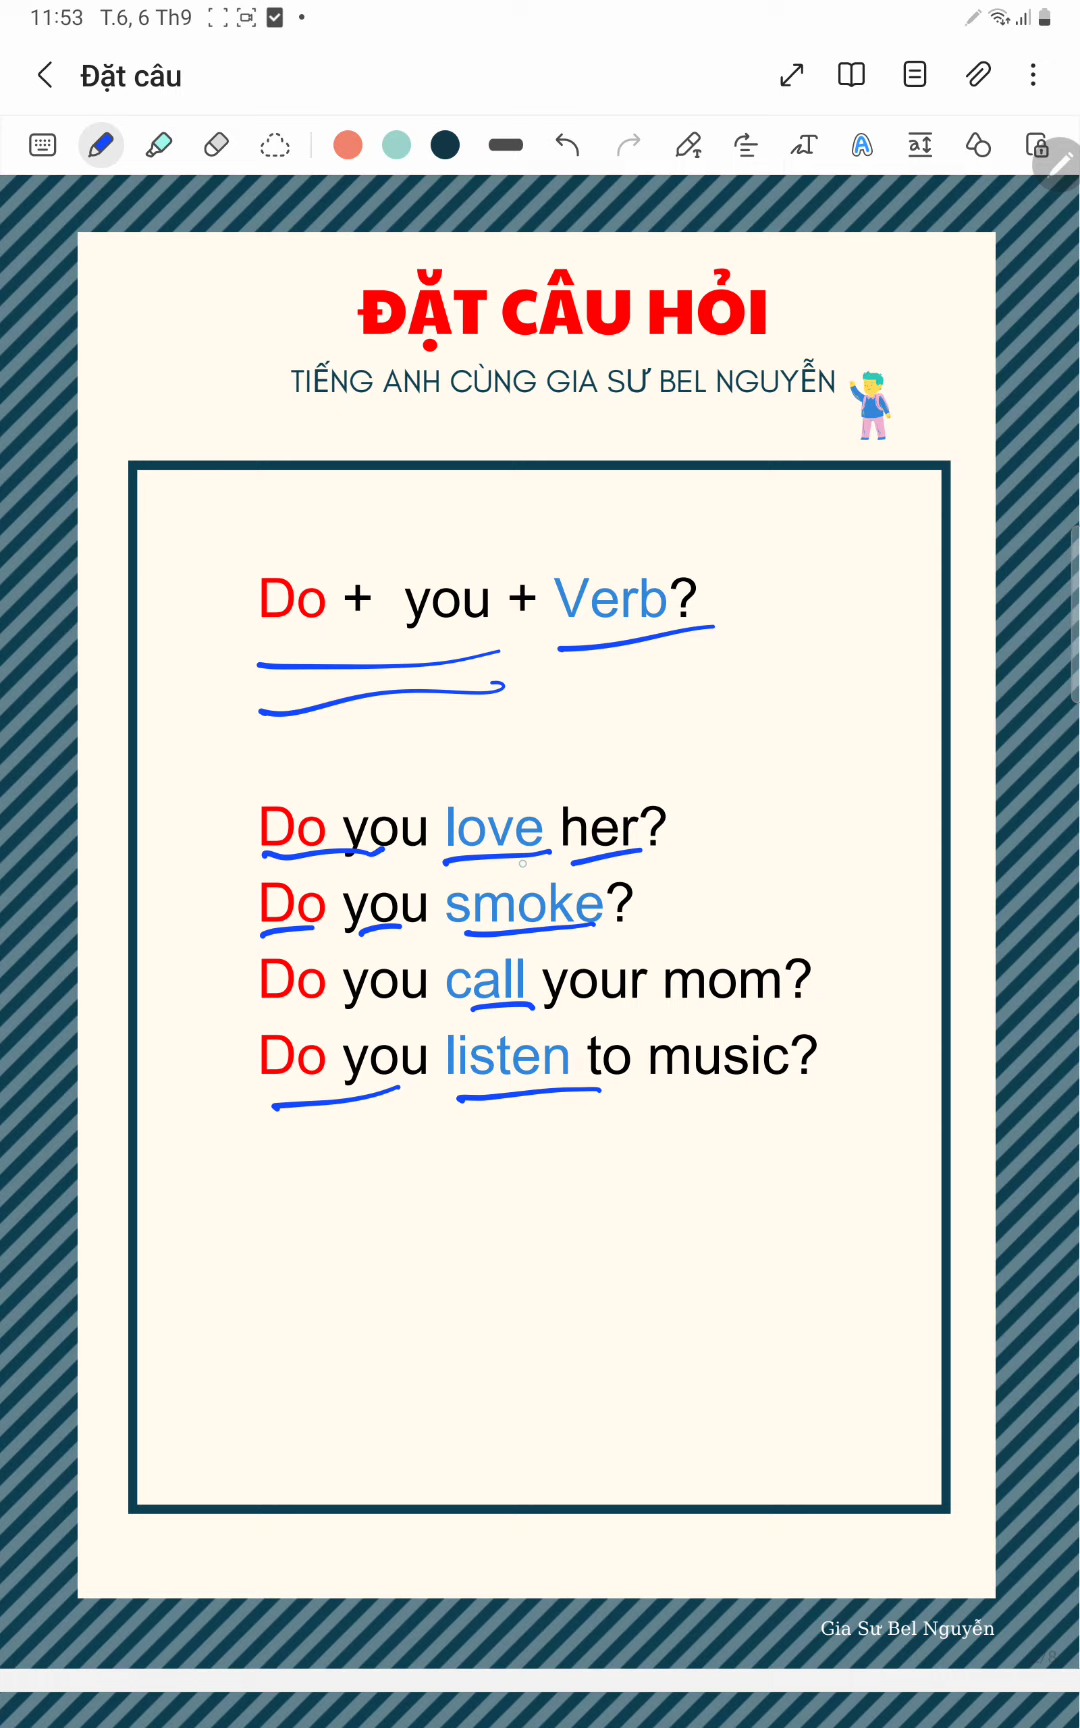 11:53 T.6, 6 Th9
Đặt câu
ĐẶT CÂU HỎI
TIẾNG ANH CÙNG GIA SƯ BEL NGUYỄN
Do + you + Verb?
Do you love her?
Do you smoke?
Do you call your mom?
Do you listen to music?
Gia Sư Bel Nguyễn